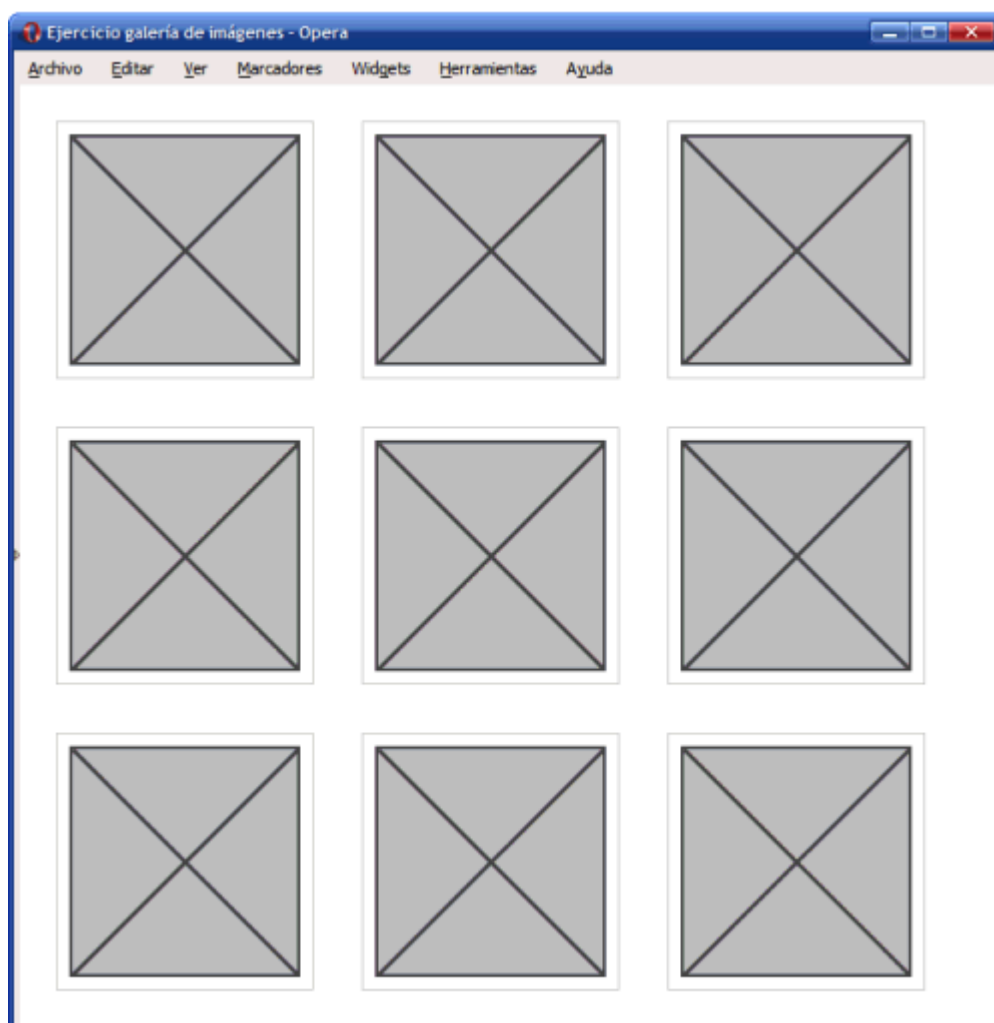 Ejercicio galería de imágenes - Opera
Archivo Editar Ver Marcadores Widgets Herramientas Ayuda